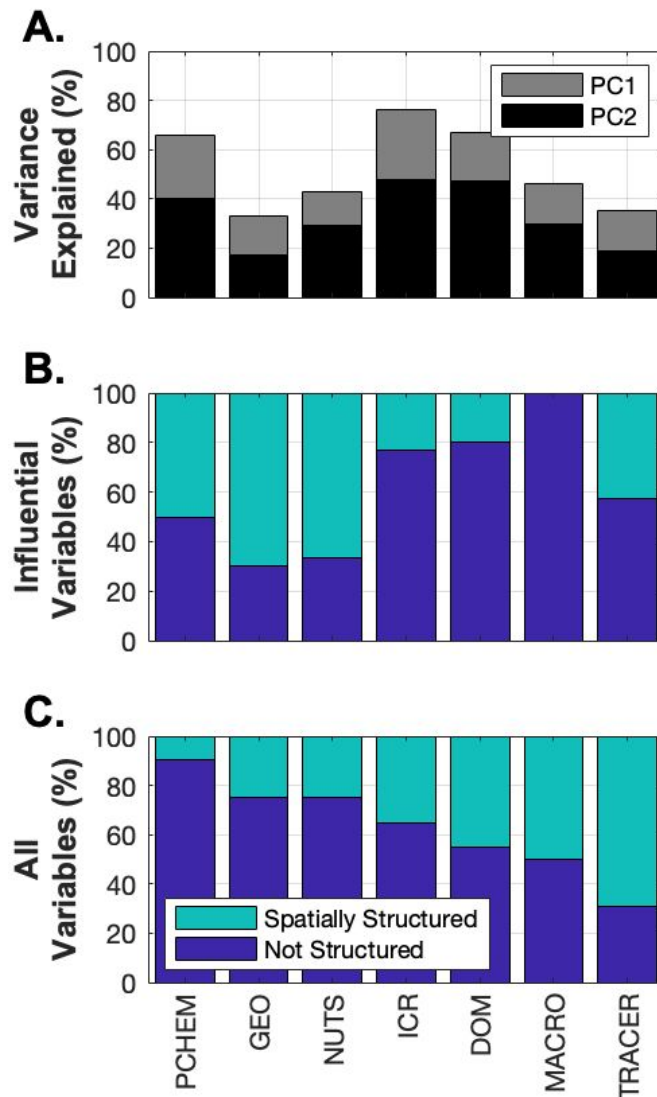 A.
Variance
Explained (%)
100
80
60
40
20
0
PC1
PC2
B.
Influential
Variables (%)
100
80
60
40
20
0
C.
All
Variables (%)
100
80
60
40
20
0
Spatially Structured
Not Structured
PCHEM
GEO
NUTS
ICR
DOM
MACRO
TRACER